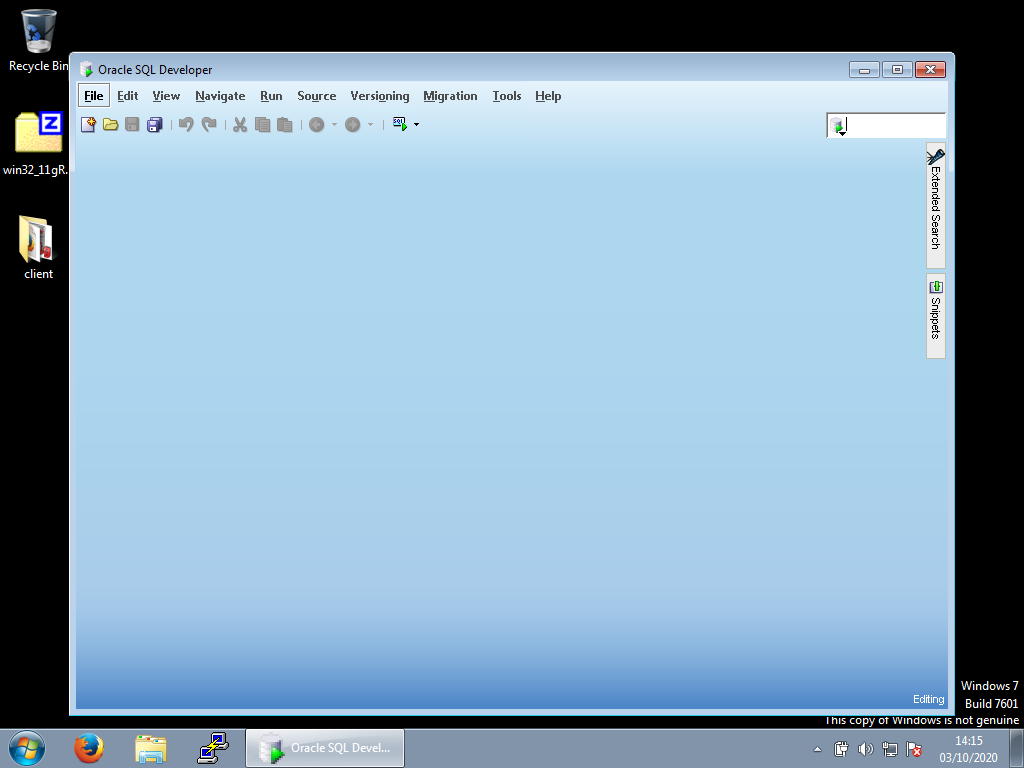 Recycle Bin
win32_11gR...
client
Oracle SQL Developer
File Edit View Navigate Run Source Versioning Migration Tools Help
SQL
Extended Search
Snippets
Editing
Windows 7
Build 7601
This copy of Windows is not genuine
Oracle SQL Devel...
14:15
03/10/2020